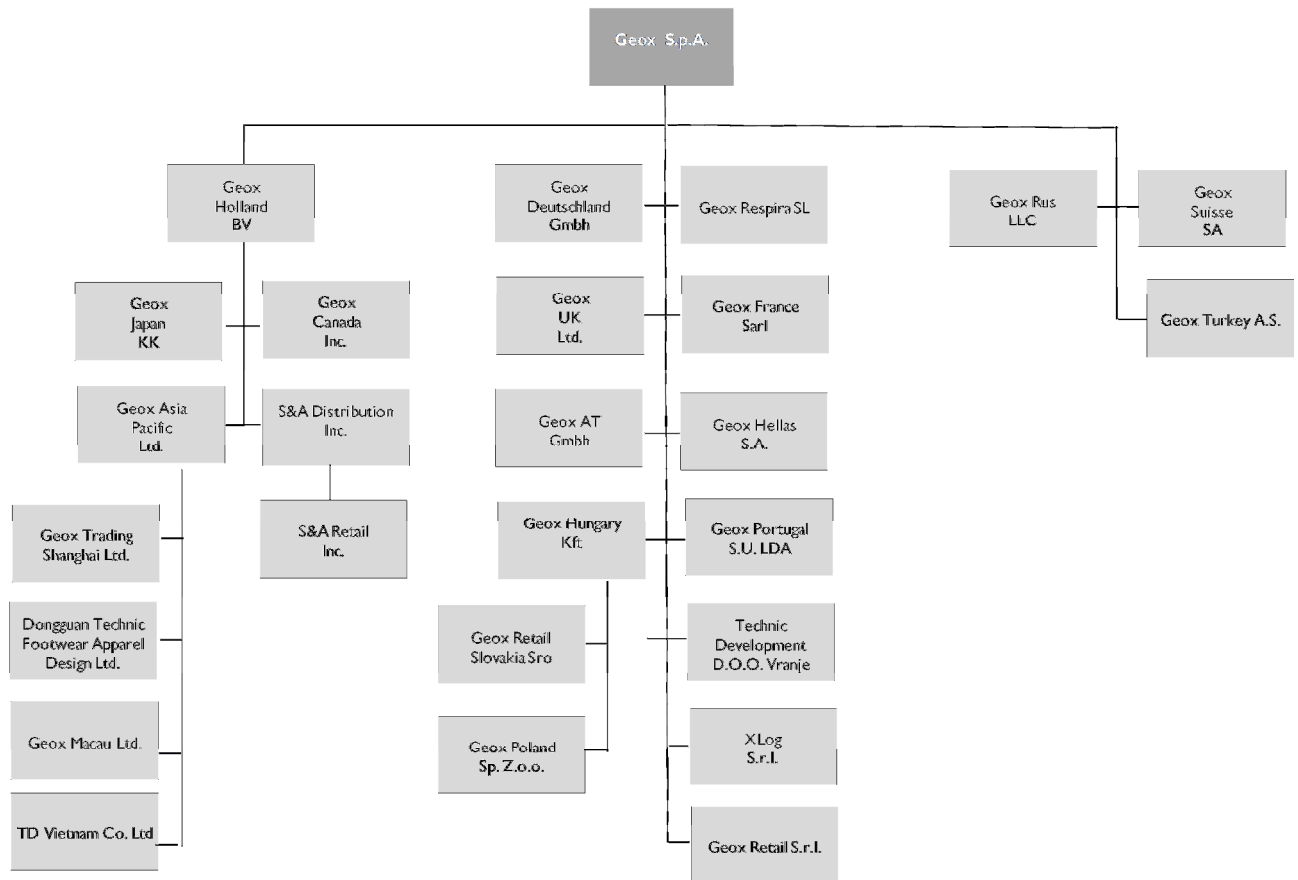 Geox S.p.A.
Geox
Holland
BV
Geox
Deutschland
Gmbh
Geox Respira SL
Geox Rus
LLC
Geox
Suisse
SA
Geox
Japan
KK
Geox
Canada
Inc.
Geox
UK
Ltd.
Geox France
Sarl
Geox Turkey A.S.
Geox Asia
Pacific
Ltd.
S&A Distribution
Inc.
Geox AT
Gmbh
Geox Hellas
S.A.
Geox Trading
Shanghai Ltd.
S&A Retail
Inc.
Geox Hungary
Kft
Geox Portugal
S.U. LDA
Dongguan Technic
Footwear Apparel
Design Ltd.
Geox Retail
Slovakia Sro
Technic
Development
D.O.O. Vranje
Geox Macau Ltd.
Geox Poland
Sp. Z.o.o.
XLog
S.r.l.
TD Vietnam Co. Ltd
Geox Retail S.r.l.